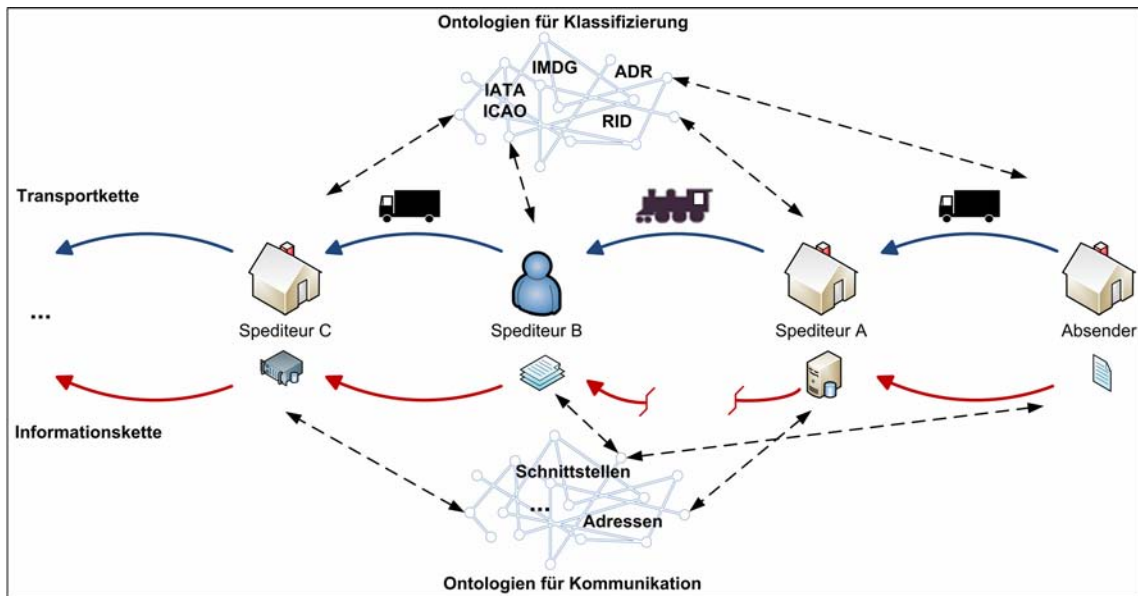 Ontologien für Klassifizierung
IMDG
ADR
IATA
ICAO
RID
Transportkette
...
Spediteur C
Spediteur B
Spediteur A
Absender
Informationskette
Schnittstellen
...
Adressen
Ontologien für Kommunikation